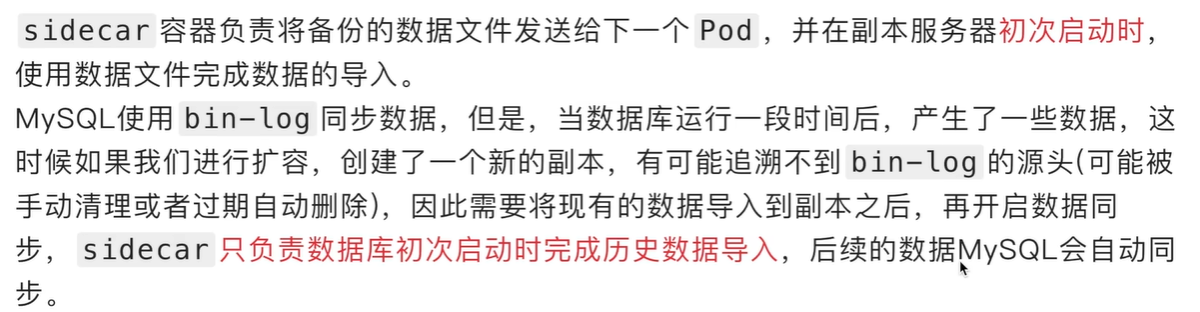 sidecar容器负责将备份的数据文件发送给下一个 Pod ，并在副本服务器初次启动时，
使用数据文件完成数据的导入。
MySQL使用 bin-log 同步数据，但是，当数据库运行一段时间后，产生了一些数据，这
时候如果我们进行扩容，创建了一个新的副本，有可能追溯不到 bin-log 的源头(可能被
手动清理或者过期自动删除)，因此需要将现有的数据导入到副本之后，再开启数据同
步， sidecar 只负责数据库初次启动时完成历史数据导入，后续的数据MySQL会自动同
步。